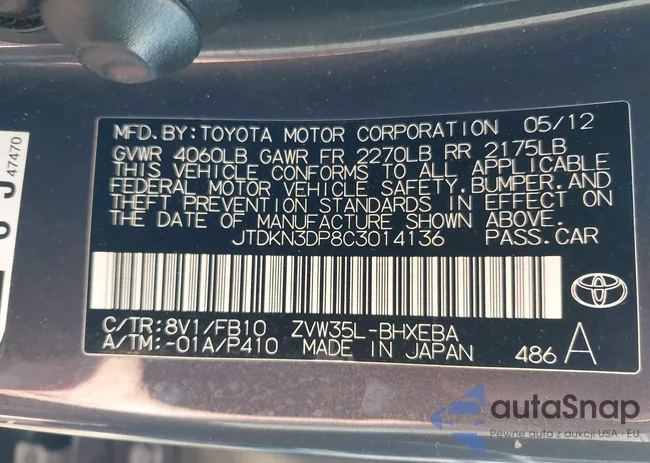 MFD.BY:TOYOTA MOTOR CORPORATION 05/12
GVWR 4060LB GAWR FR 2270LB RR 2175LB
THIS VEHICLE CONFORMS TO ALL APPLICABLE
FEDERAL MOTOR VEHICLE SAFETY,BUMPER,AND
THEFT PREVENTION STANDARDS IN EFFECT ON
THE DATE OF MANUFACTURE SHOWN ABOVE.
JTDKN3DP8C3014136 PASS.CAR
C/TR:8V1/FB10 ZVW35L-BHXEBA
A/TM:-01A/P410 MADE IN JAPAN 486 A
47470
autaSnap
Pewne auta z aukcji USA i EU